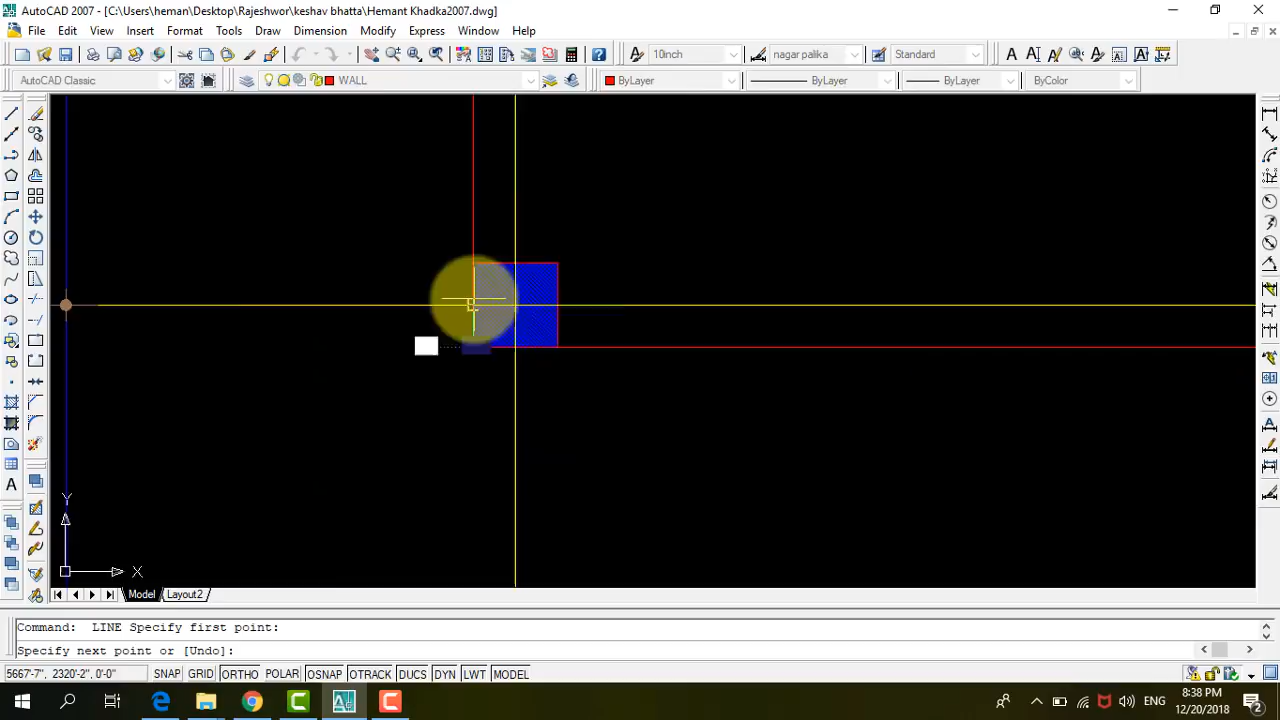 AutoCAD 2007 - [C:\Users\heman\Desktop\Rajeshwor\keshav bhatta\Hemant Khadka2007.dwg]
File Edit View Insert Format Tools Draw Dimension Modify Express Window Help
10inch nagar palika Standard
AutoCAD Classic WALL ByLayer ByLayer ByLayer ByColor
Y
X
Model Layout2
Command:  LINE Specify first point:
Specify next point or [Undo]:
5667'-7", 2320'-2", 0'-0" SNAP GRID ORTHO POLAR OSNAP OTRACK DUCS DYN LWT MODEL
ENG
8:38 PM
12/20/2018
2